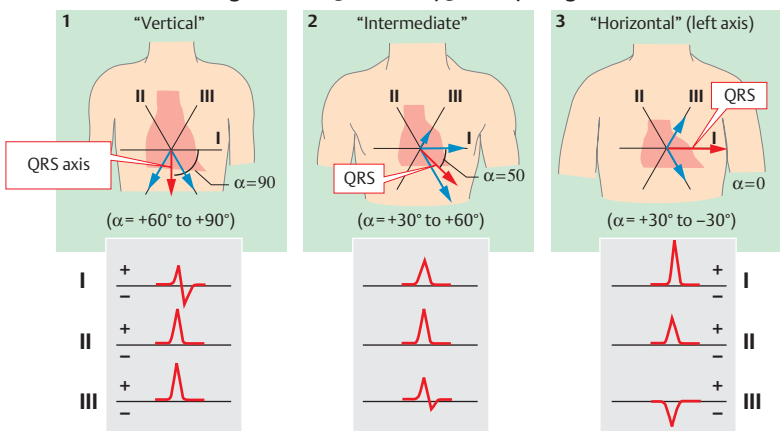 1 "Vertical"
II III
I
QRS axis
α=90
(α= +60° to +90°)
2 "Intermediate"
II III
I
QRS
α=50
(α= +30° to +60°)
3 "Horizontal" (left axis)
II III
QRS
I
α=0
(α= +30° to –30°)
I + –
II + –
III + –
+ – I
+ – II
+ – III